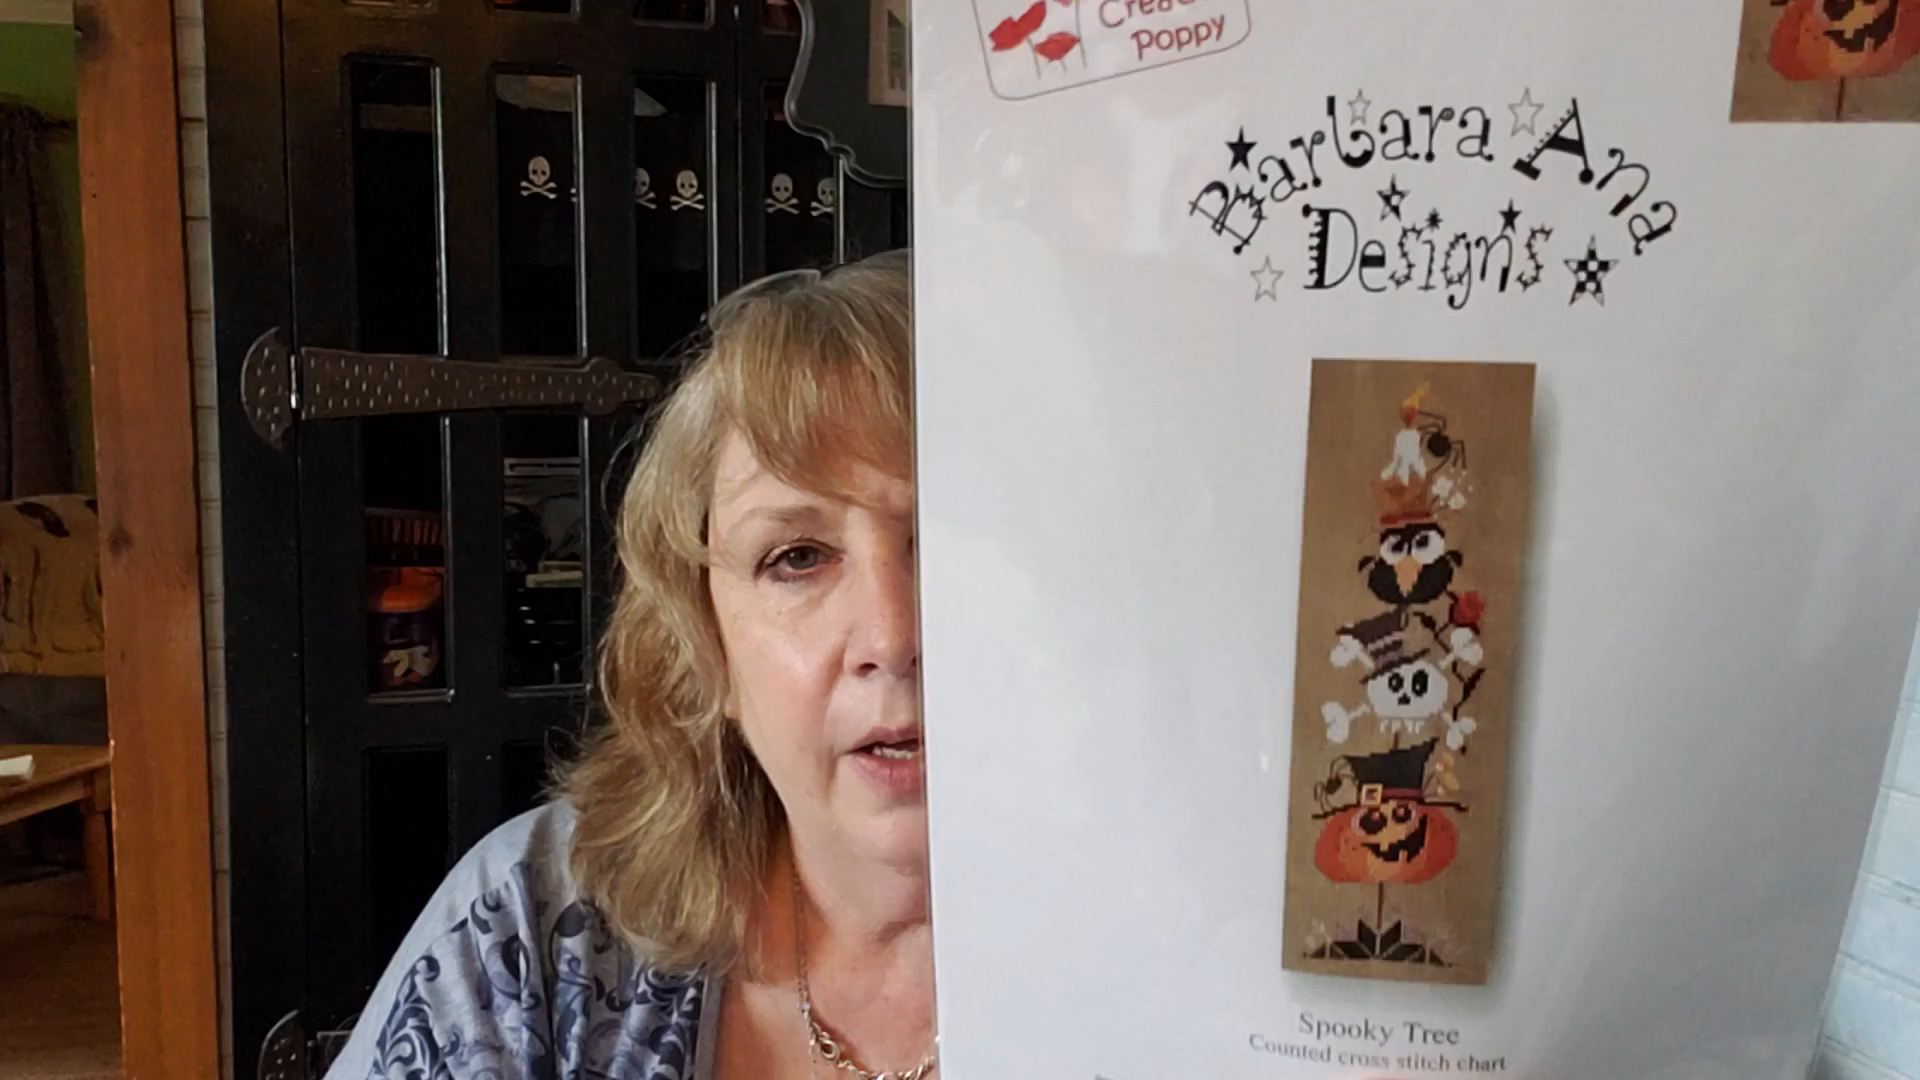 Poppy
Barbara Ana
Designs
Spooky Tree
Counted cross stitch chart